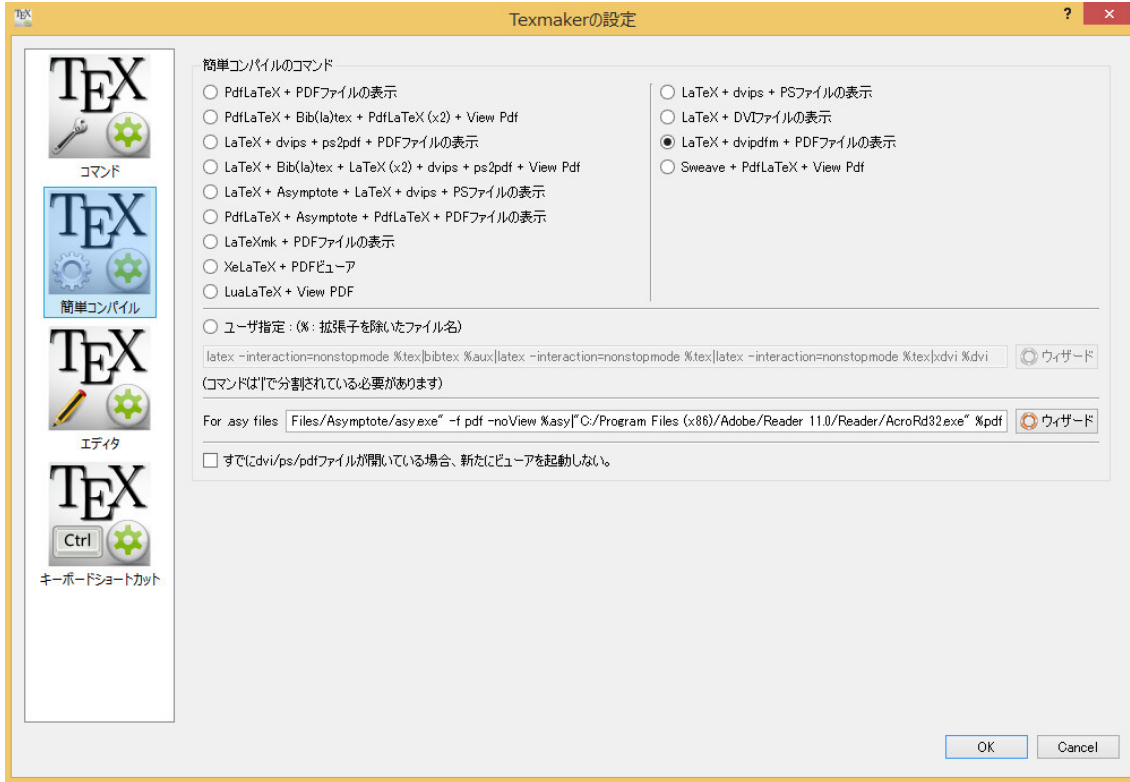 Texmakerの設定
?
×
TEX
コマンド
TEX
簡単コンパイル
TEX
エディタ
TEX
Ctrl
キーボードショートカット
簡単コンパイルのコマンド
PdfLaTeX + PDFファイルの表示
PdfLaTeX + Bib(la)tex + PdfLaTeX (x2) + View Pdf
LaTeX + dvips + ps2pdf + PDFファイルの表示
LaTeX + Bib(la)tex + LaTeX (x2) + dvips + ps2pdf + View Pdf
LaTeX + Asymptote + LaTeX + dvips + PSファイルの表示
PdfLaTeX + Asymptote + PdfLaTeX + PDFファイルの表示
LaTeXmk + PDFファイルの表示
XeLaTeX + PDFビューア
LuaLaTeX + View PDF
LaTeX + dvips + PSファイルの表示
LaTeX + DVIファイルの表示
LaTeX + dvipdfm + PDFファイルの表示
Sweave + PdfLaTeX + View Pdf
ユーザ指定 : (% : 拡張子を除いたファイル名)
latex -interaction=nonstopmode %.tex|bibtex %.aux|latex -interaction=nonstopmode %.tex|latex -interaction=nonstopmode %.tex|xdvi %.dvi
ウィザード
(コマンドは'|'で分割されている必要があります)
For .asy files
Files/Asymptote/asy.exe" -f pdf -noView %.asy|"C:/Program Files (x86)/Adobe/Reader 11.0/Reader/AcroRd32.exe" %.pdf
ウィザード
すでにdvi/ps/pdfファイルが開いている場合、新たにビューアを起動しない。
OK
Cancel